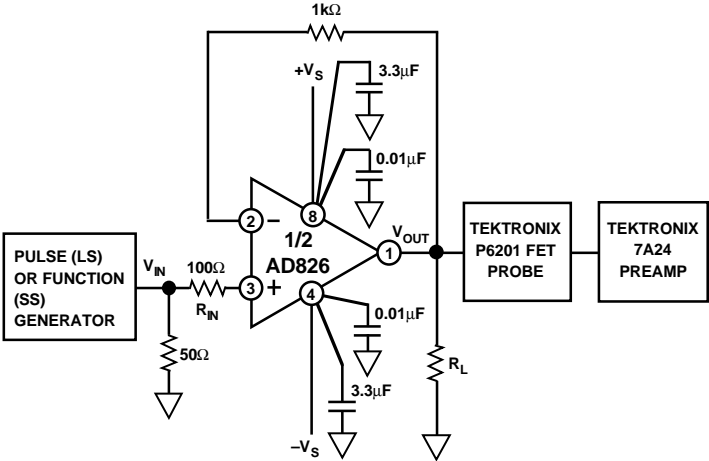 1kΩ
+VS
3.3μF
0.01μF
2
–
8
1/2
AD826
1
VOUT
TEKTRONIX
P6201 FET
PROBE
TEKTRONIX
7A24
PREAMP
PULSE (LS)
OR FUNCTION
(SS)
GENERATOR
VIN
100Ω
RIN
3
+
4
50Ω
0.01μF
3.3μF
RL
–VS